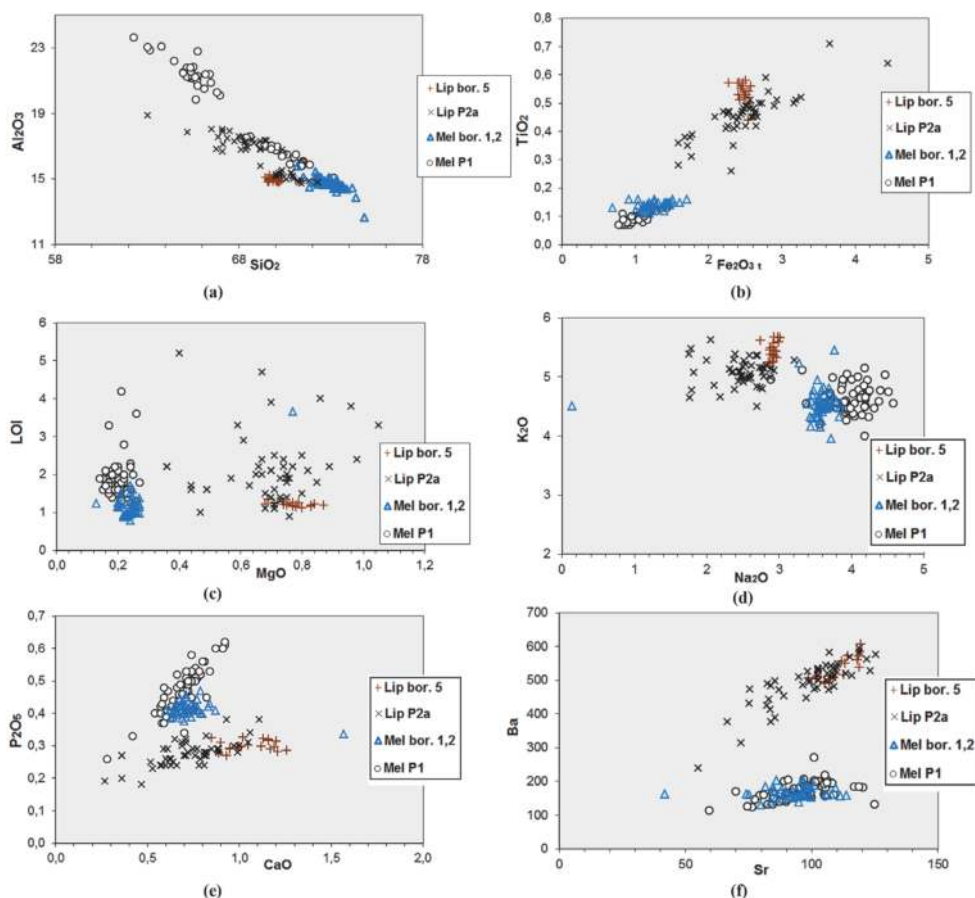 23
19
15
11
Al₂O₃
58
68
78
SiO₂
Lip bor. 5
Lip P2a
Mel bor. 1,2
Mel P1
(a)
0,8
0,7
0,6
0,5
0,4
0,3
0,2
0,1
0,0
TiO₂
0
1
2
3
4
5
Fe₂O₃ t
Lip bor. 5
Lip P2a
Mel bor. 1,2
Mel P1
(b)
6
5
4
3
2
1
0
LOI
0,0
0,2
0,4
0,6
0,8
1,0
1,2
MgO
Lip bor. 5
Lip P2a
Mel bor. 1,2
Mel P1
(c)
6
5
4
3
2
K₂O
0
1
2
3
4
5
Na₂O
Lip bor. 5
Lip P2a
Mel bor. 1,2
Mel P1
(d)
0,7
0,6
0,5
0,4
0,3
0,2
0,1
0,0
P₂O₅
0,0
0,5
1,0
1,5
2,0
CaO
Lip bor. 5
Lip P2a
Mel bor. 1,2
Mel P1
(e)
700
600
500
400
300
200
100
0
Ba
0
50
100
150
Sr
Lip bor. 5
Lip P2a
Mel bor. 1,2
Mel P1
(f)